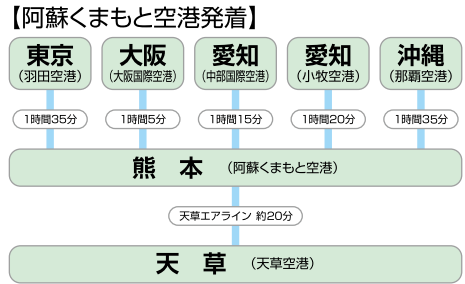 【阿蘇くまもと空港発着】
東京 大阪 愛知 愛知 沖縄
(羽田空港) (大阪国際空港) (中部国際空港) (小牧空港) (那覇空港)
1時間35分 1時間5分 1時間15分 1時間20分 1時間35分
熊 本 (阿蘇くまもと空港)
天草エアライン 約20分
天 草 (天草空港)